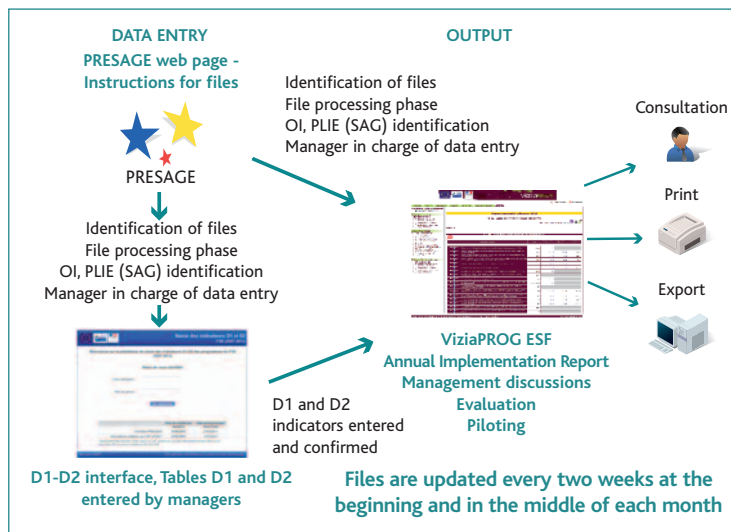 DATA ENTRY
PRESAGE web page -
Instructions for files
PRESAGE
Identification of files
File processing phase
OI, PLIE (SAG) identification
Manager in charge of data entry
D1-D2 interface, Tables D1 and D2
entered by managers
OUTPUT
Identification of files
File processing phase
OI, PLIE (SAG) identification
Manager in charge of data entry
D1 and D2
indicators entered
and confirmed
ViziaPROG ESF
Annual Implementation Report
Management discussions
Evaluation
Piloting
Consultation
Print
Export
Files are updated every two weeks at the
beginning and in the middle of each month